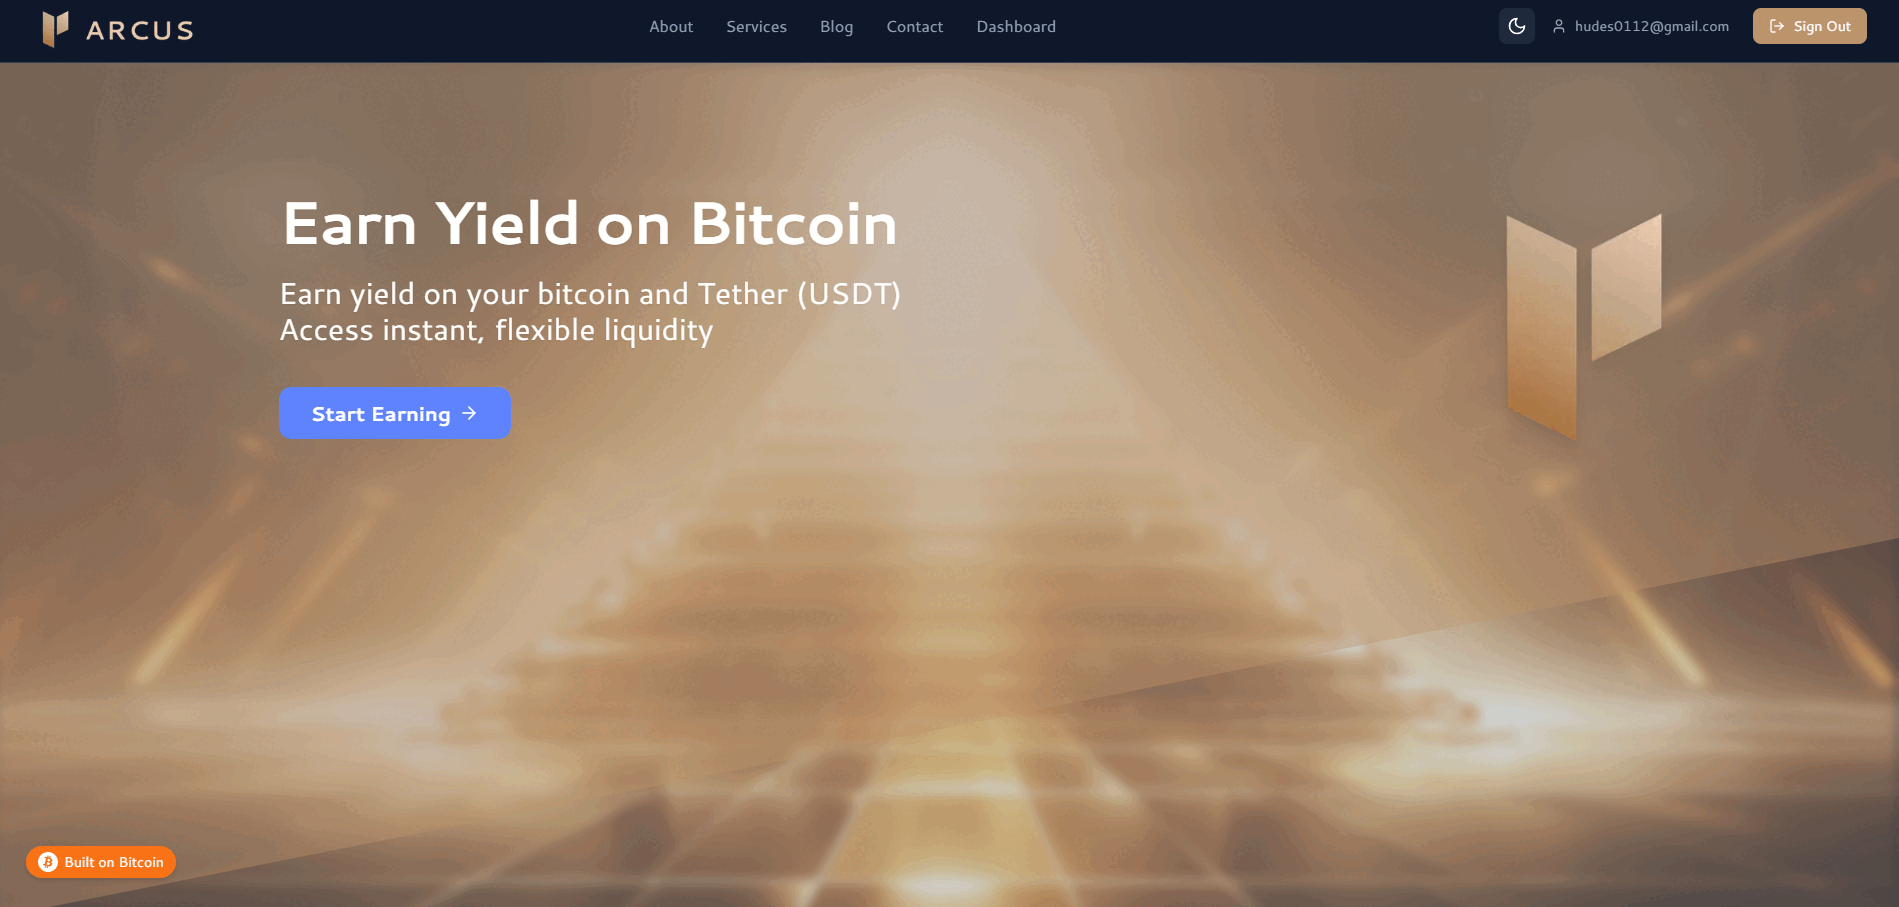 ARCUS
About
Services
Blog
Contact
Dashboard
hudes0112@gmail.com
Sign Out
Earn Yield on Bitcoin
Earn yield on your bitcoin and Tether (USDT)
Access instant, flexible liquidity
Start Earning
Built on Bitcoin